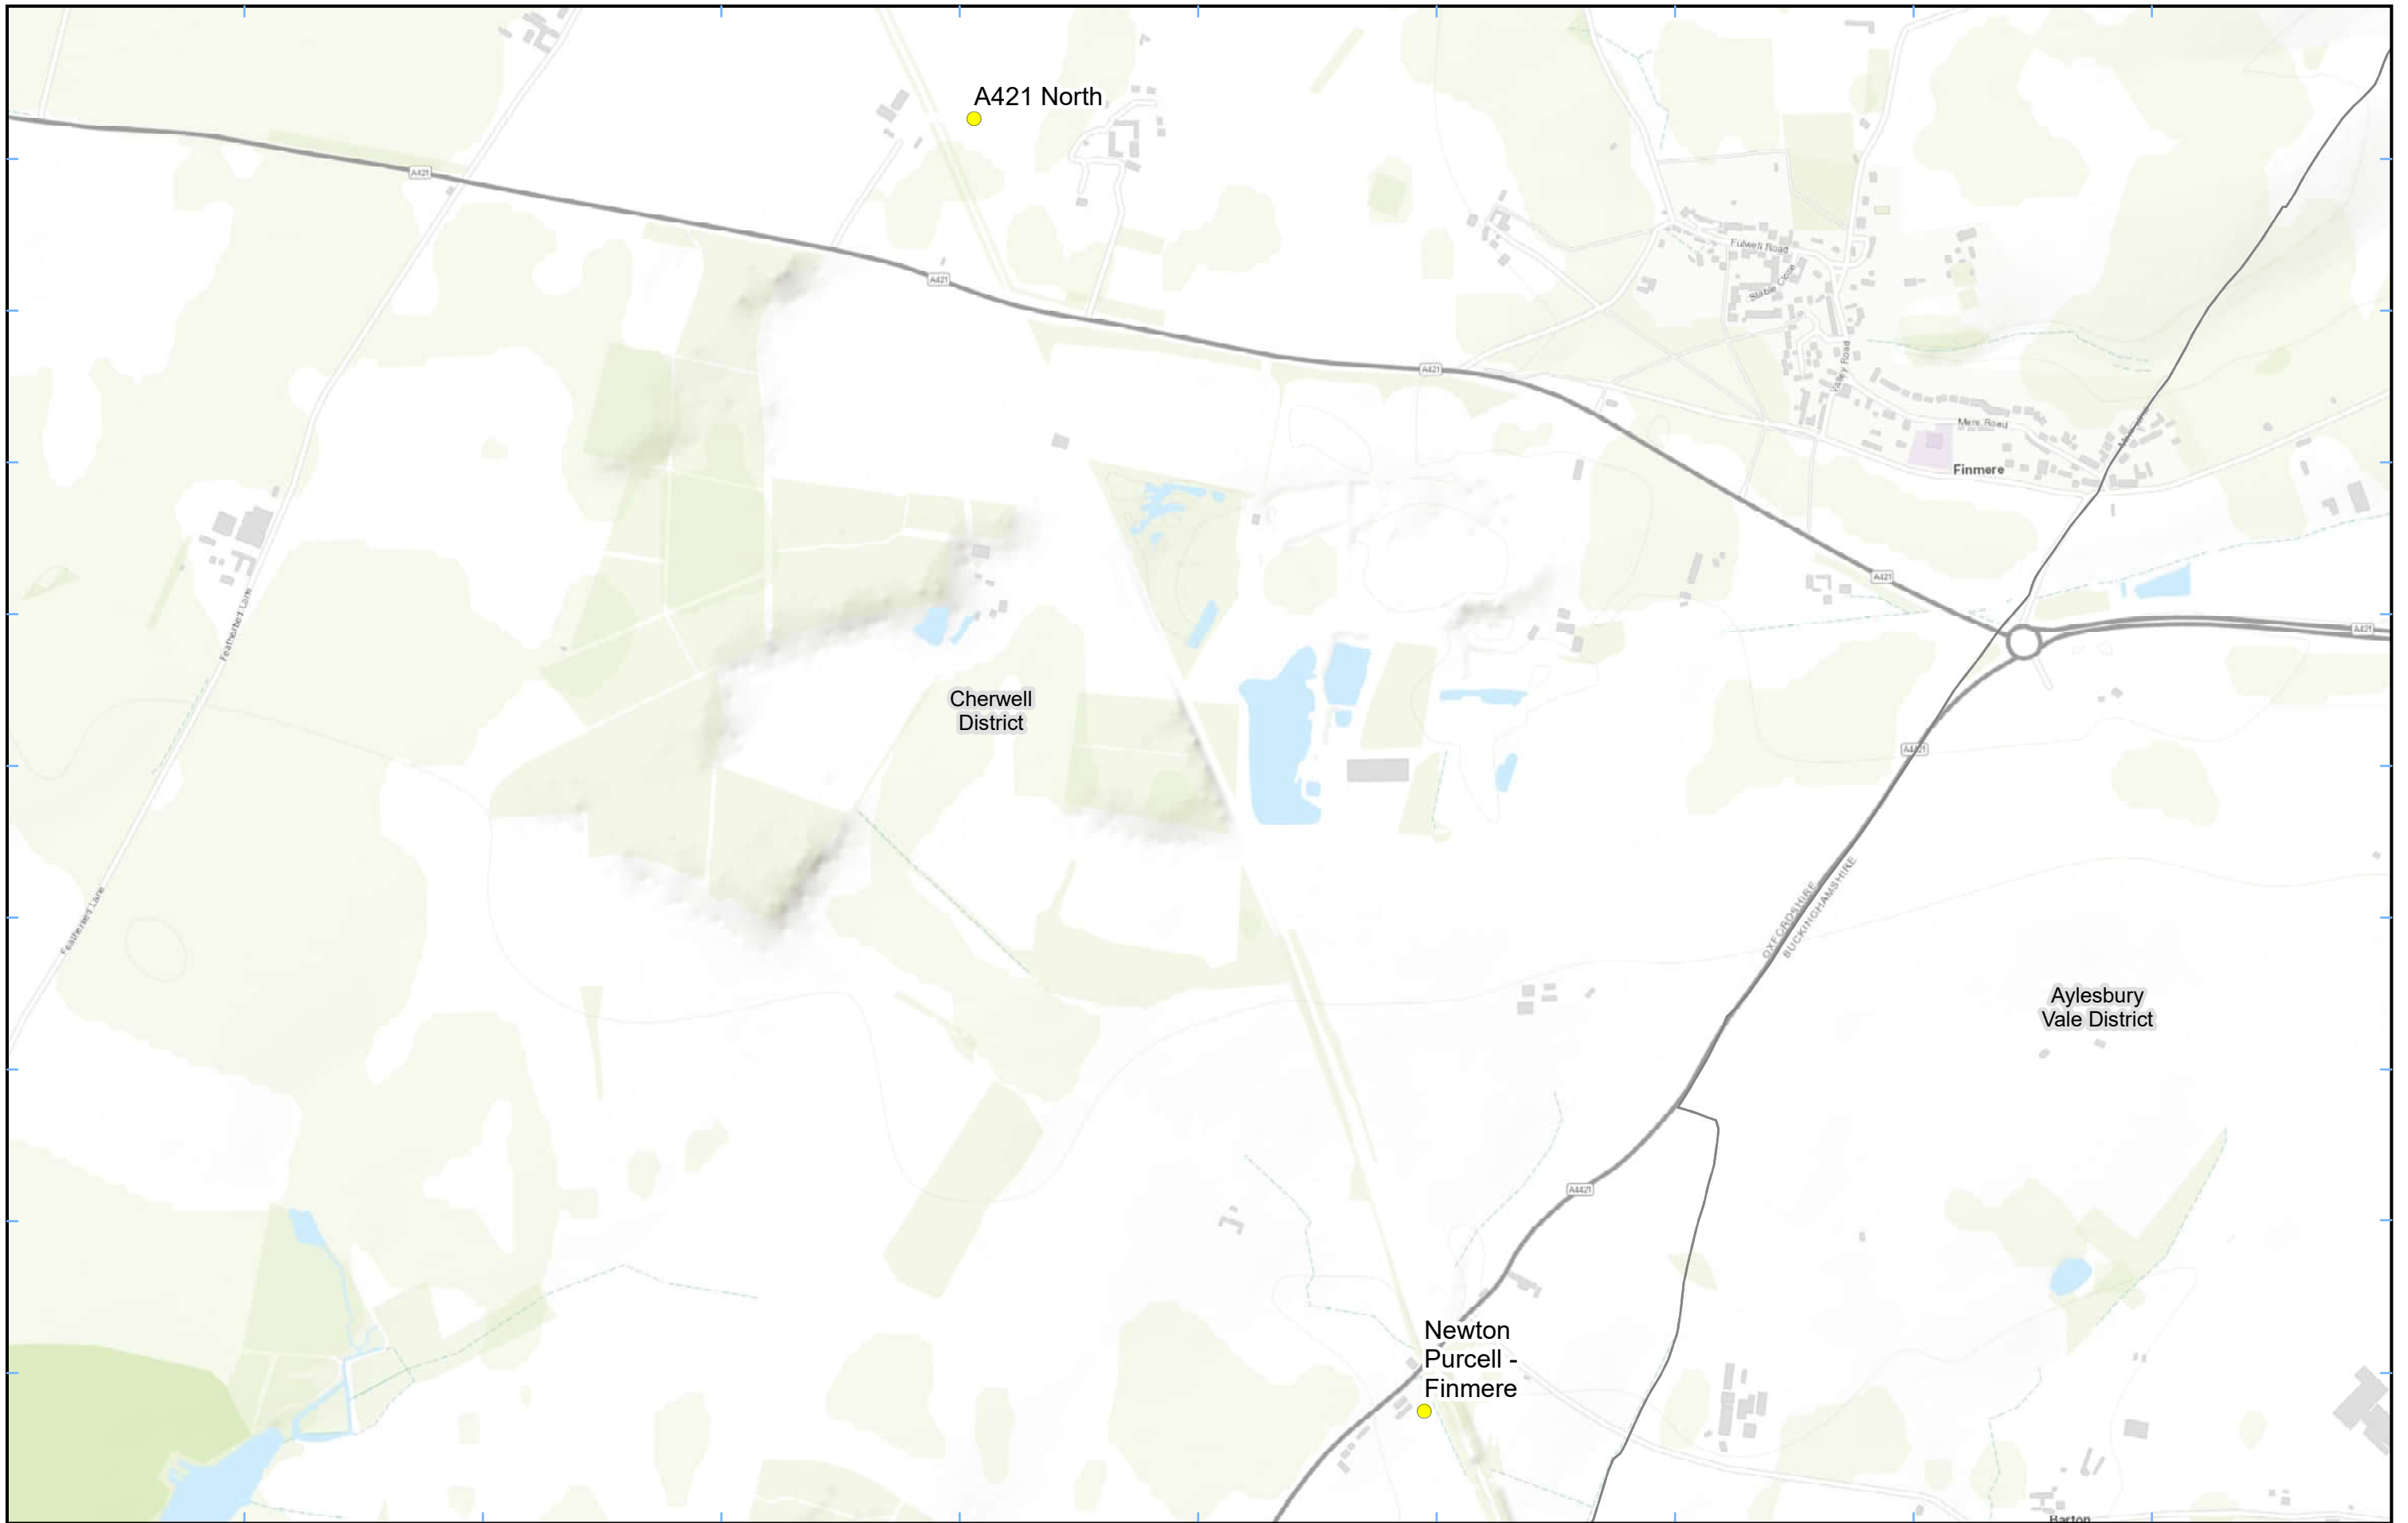 A421 North
A421
Fulwell Road
A421
Stable Close
A421
Valley Road
Mere Road
Finmere
A421
Featherbed Lane
A421
Cherwell
District
A4421
OXFORDSHIRE
BUCKINGHAMSHIRE
Featherbed Lane
Aylesbury
Vale District
A4421
Newton
Purcell -
Finmere
Barton